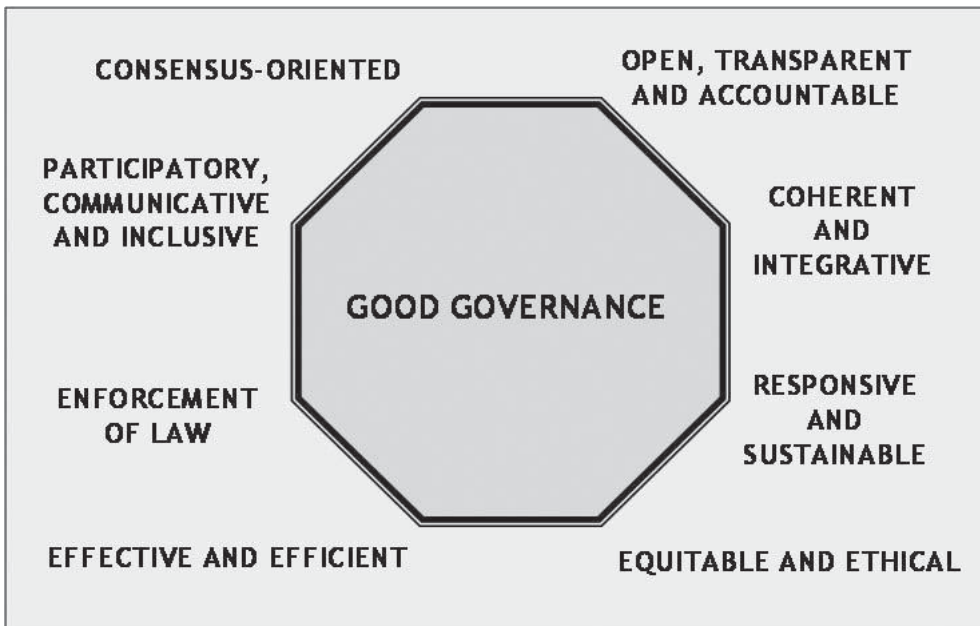 CONSENSUS-ORIENTED
OPEN, TRANSPARENT
AND ACCOUNTABLE
PARTICIPATORY,
COMMUNICATIVE
AND INCLUSIVE
COHERENT
AND
INTEGRATIVE
GOOD GOVERNANCE
ENFORCEMENT
OF LAW
RESPONSIVE
AND
SUSTAINABLE
EFFECTIVE AND EFFICIENT
EQUITABLE AND ETHICAL